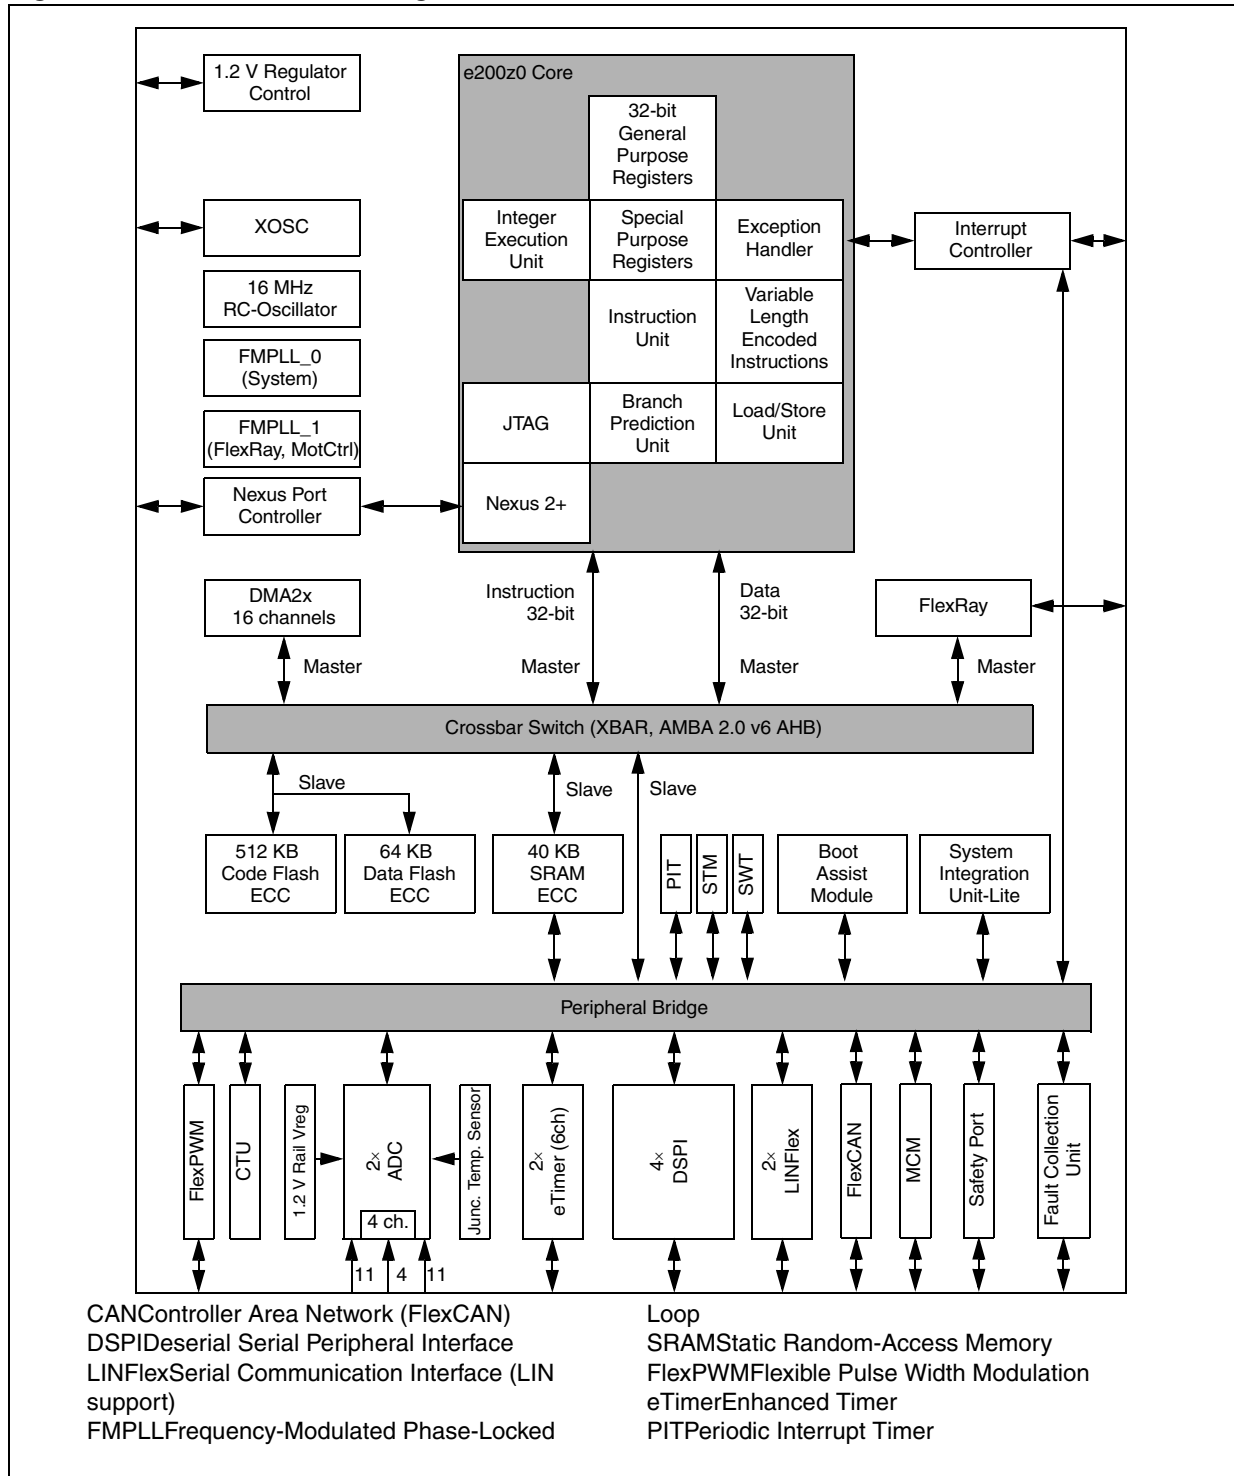 1.2 V Regulator
Control
XOSC
16 MHz
RC-Oscillator
FMPLL_0
(System)
FMPLL_1
(FlexRay, MotCtrl)
Nexus Port
Controller
e200z0 Core
32-bit
General
Purpose
Registers
Integer
Execution
Unit
Special
Purpose
Registers
Exception
Handler
Instruction
Unit
Variable
Length
Encoded
Instructions
JTAG
Branch
Prediction
Unit
Load/Store
Unit
Nexus 2+
Interrupt
Controller
DMA2x
16 channels
Master
Instruction
32-bit
Master
Data
32-bit
Master
FlexRay
Master
Crossbar Switch (XBAR, AMBA 2.0 v6 AHB)
Slave
Slave
Slave
512 KB
Code Flash
ECC
64 KB
Data Flash
ECC
40 KB
SRAM
ECC
PIT
STM
SWT
Boot
Assist
Module
System
Integration
Unit-Lite
Peripheral Bridge
FlexPWM
CTU
1.2 V Rail Vreg
2×
ADC
4 ch.
11
4
11
Junc. Temp. Sensor
2×
eTimer (6ch)
4×
DSPI
2×
LINFlex
FlexCAN
MCM
Safety Port
Fault Collection
Unit
CANController Area Network (FlexCAN)
DSPIDeserial Serial Peripheral Interface
LINFlexSerial Communication Interface (LIN
support)
FMPLLFrequency-Modulated Phase-Locked
Loop
SRAMStatic Random-Access Memory
FlexPWMFlexible Pulse Width Modulation
eTimerEnhanced Timer
PITPeriodic Interrupt Timer